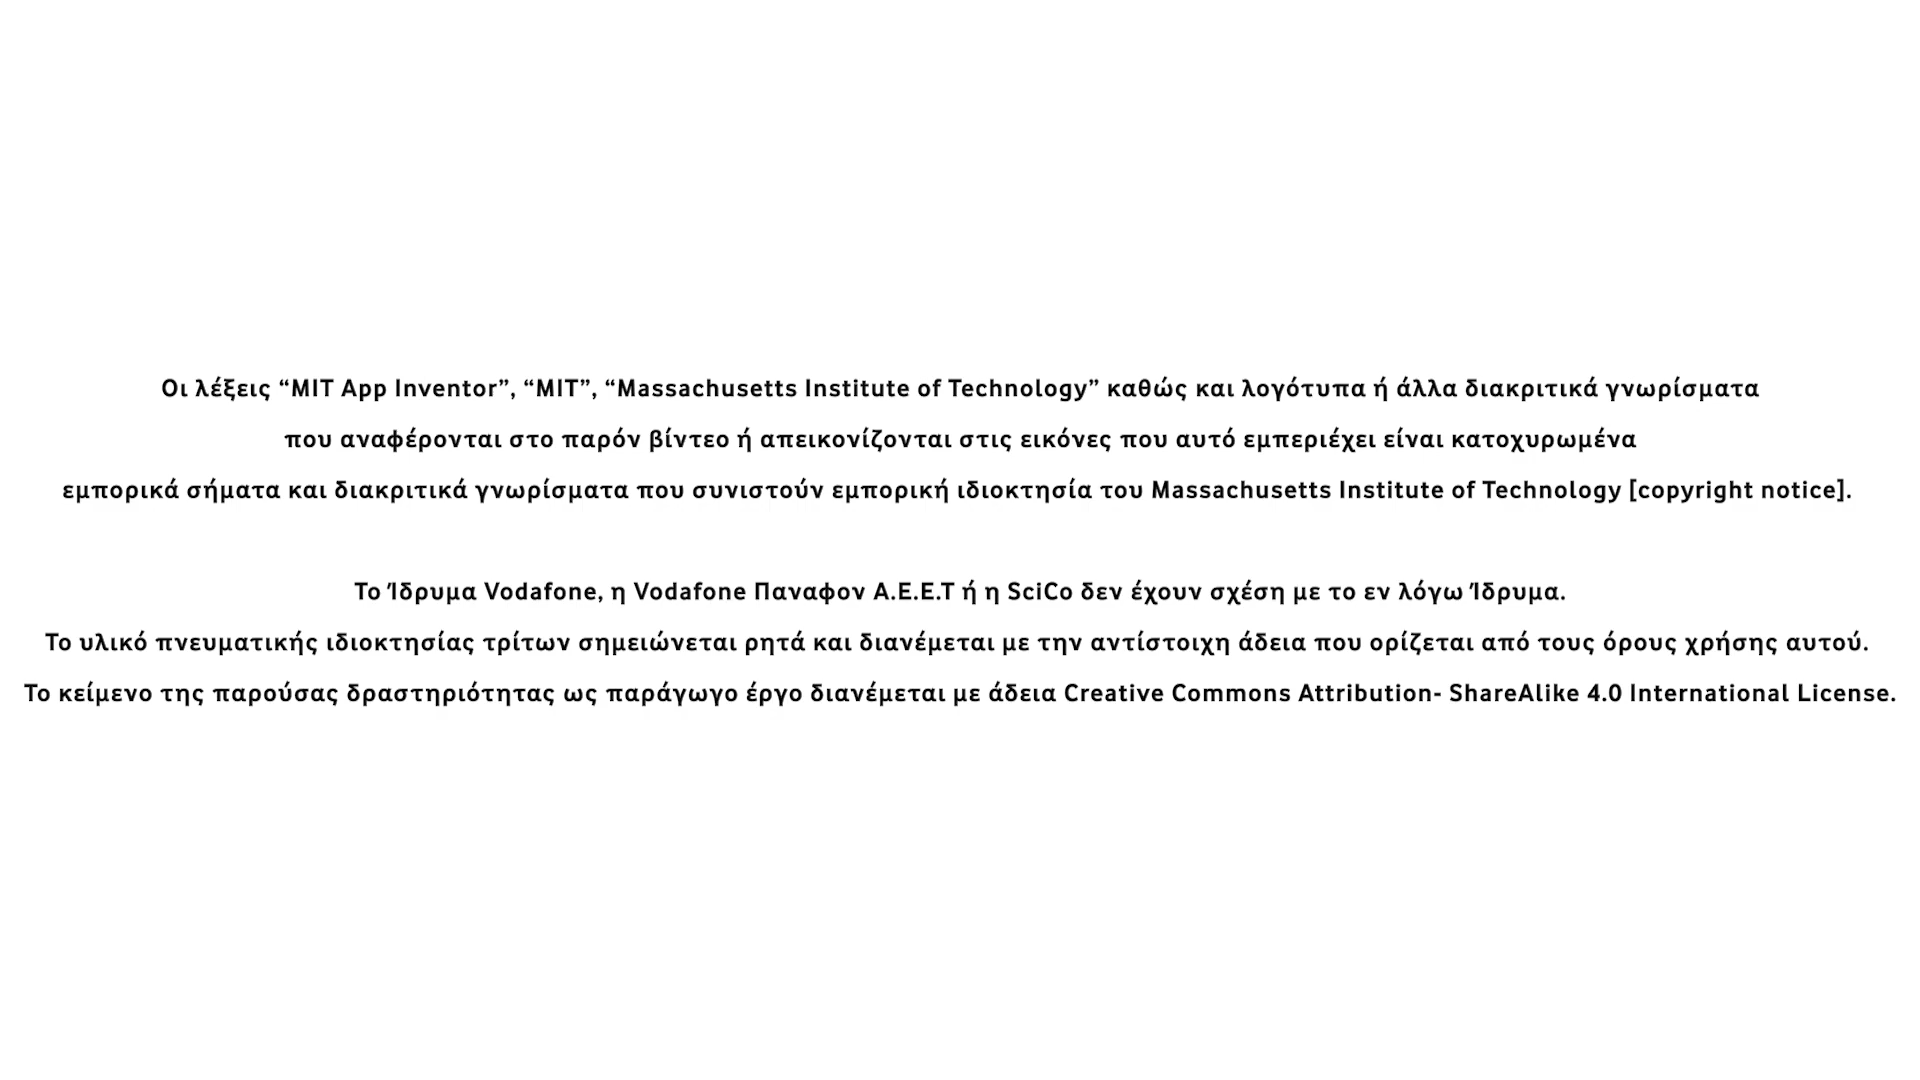 Οι λέξεις “MIT App Inventor”, “MIT”, “Massachusetts Institute of Technology” καθώς και λογότυπα ή άλλα διακριτικά γνωρίσματα
που αναφέρονται στο παρόν βίντεο ή απεικονίζονται στις εικόνες που αυτό εμπεριέχει είναι κατοχυρωμένα
εμπορικά σήματα και διακριτικά γνωρίσματα που συνιστούν εμπορική ιδιοκτησία του Massachusetts Institute of Technology [copyright notice].
Το Ίδρυμα Vodafone, η Vodafone Παναφον Α.Ε.Ε.Τ ή η SciCo δεν έχουν σχέση με το εν λόγω Ίδρυμα.
Το υλικό πνευματικής ιδιοκτησίας τρίτων σημειώνεται ρητά και διανέμεται με την αντίστοιχη άδεια που ορίζεται από τους όρους χρήσης αυτού.
Το κείμενο της παρούσας δραστηριότητας ως παράγωγο έργο διανέμεται με άδεια Creative Commons Attribution- ShareAlike 4.0 International License.